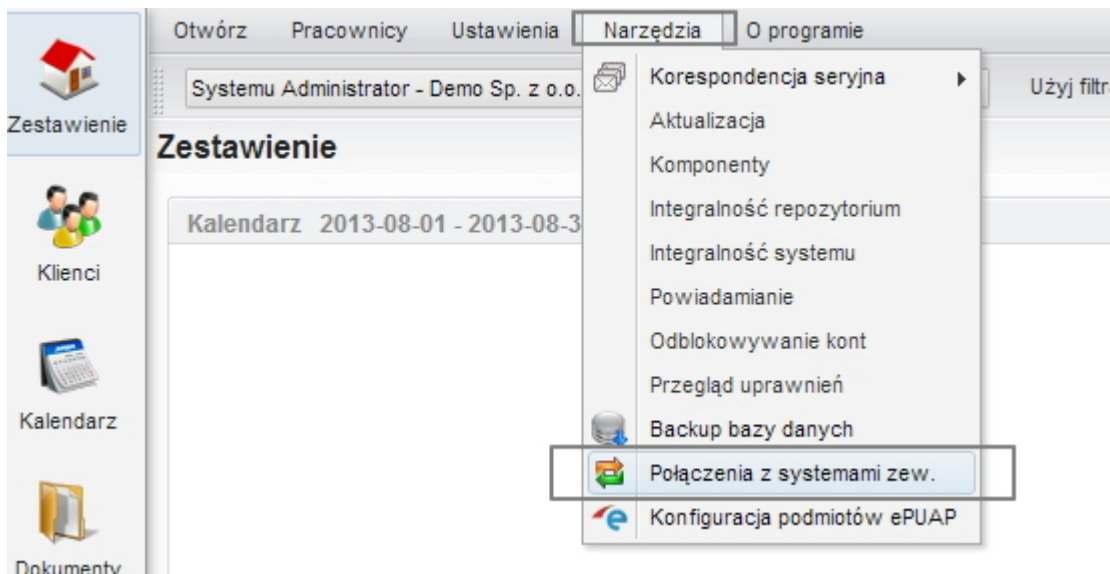 Otwórz Pracownicy Ustawienia Narzędzia O programie
Systemu Administrator - Demo Sp. z o.o.
Użyj filtra
Zestawienie
Zestawienie
Kalendarz 2013-08-01 - 2013-08-3
Klienci
Kalendarz
Dokumenty
Korespondencja seryjna
Aktualizacja
Komponenty
Integralność repozytorium
Integralność systemu
Powiadamianie
Odblokowywanie kont
Przegląd uprawnień
Backup bazy danych
Połączenia z systemami zew.
Konfiguracja podmiotów ePUAP